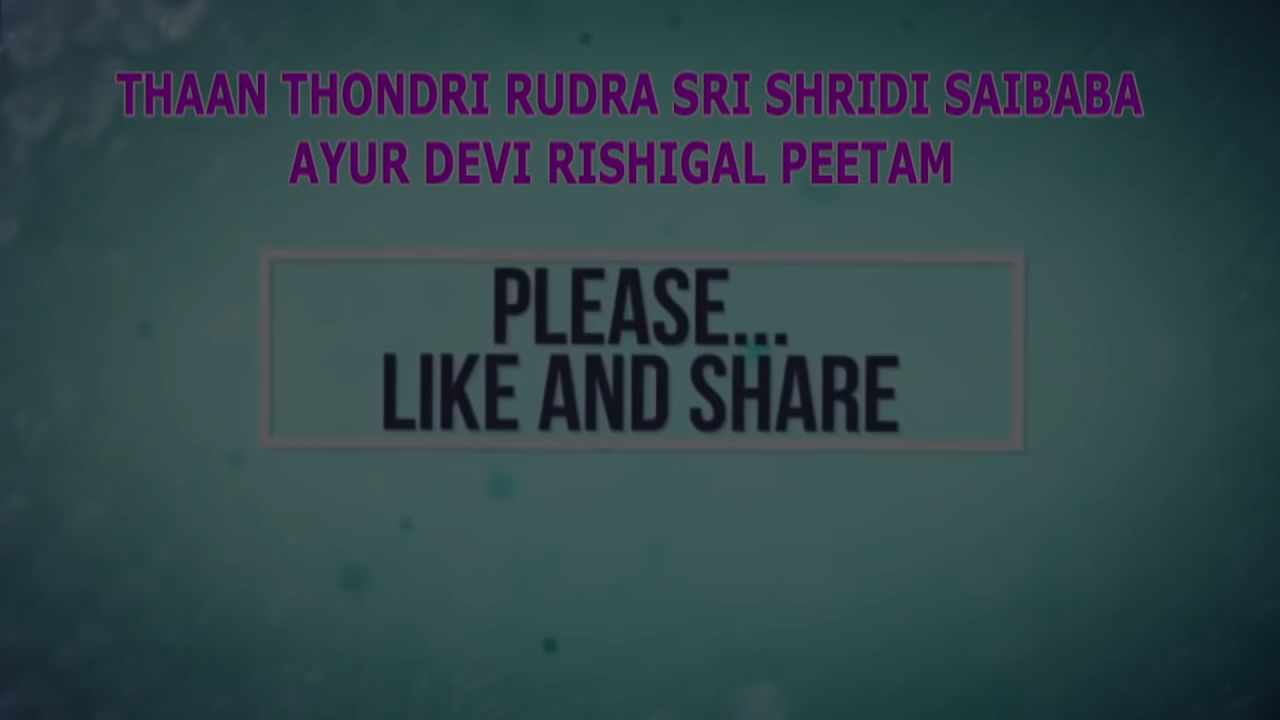 THAAN THONDRI RUDRA SRI SHRIDI SAIBABA
AYUR DEVI RISHIGAL PEETAM
PLEASE...
LIKE AND SHARE